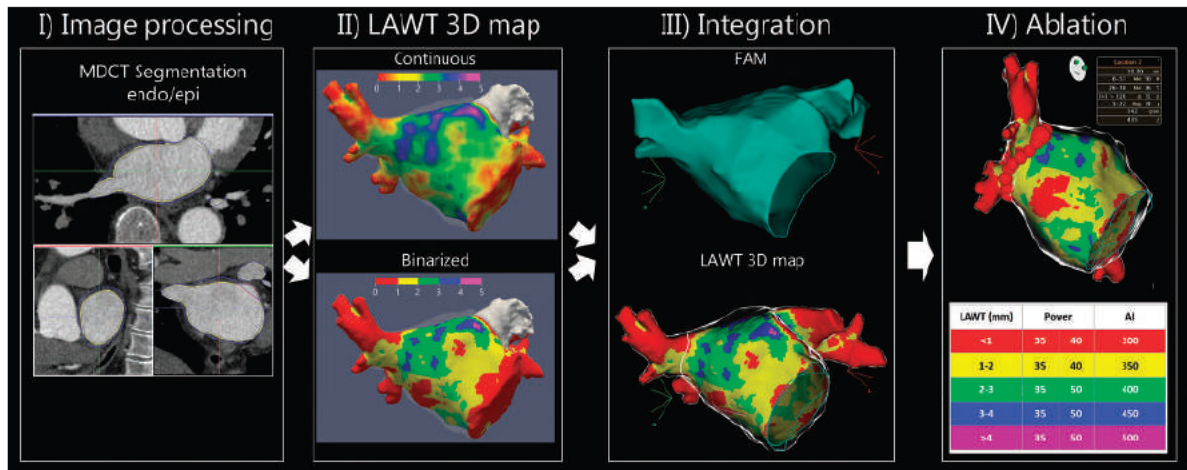 I) Image processing
MDCT Segmentation
endo/epi
II) LAWT 3D map
Continuous
0 1 2 3 4 5
Binarized
0 1 2 3 4 5
III) Integration
FAM
LAWT 3D map
IV) Ablation
LAWT (mm) Power AI
<1 35 40 300
1-2 35 40 350
2-3 35 50 400
3-4 35 50 450
>4 35 50 500